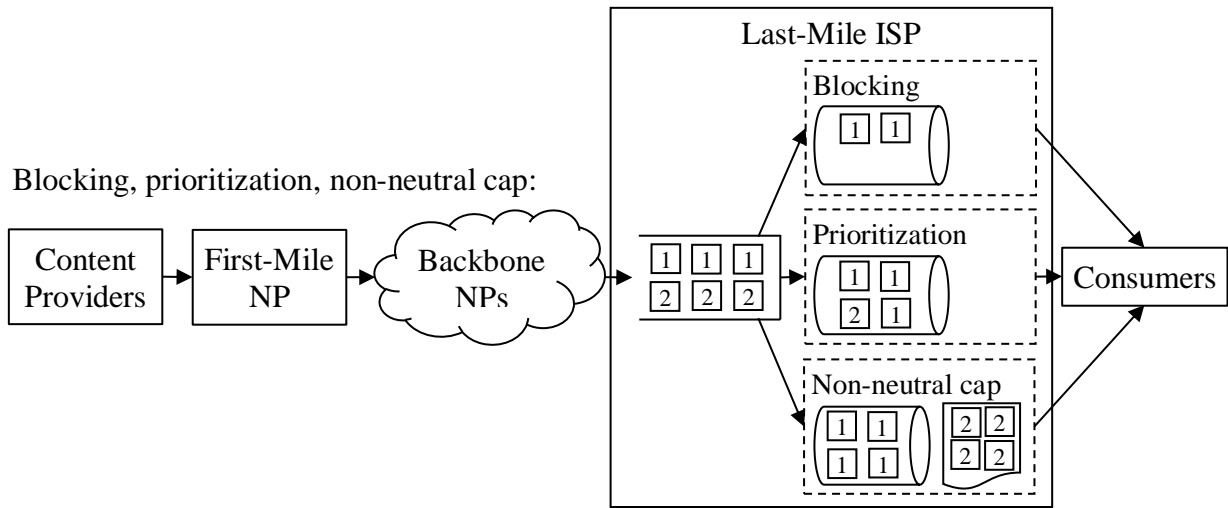 Last-Mile ISP
Blocking
1 1
Blocking, prioritization, non-neutral cap:
Content
Providers
First-Mile
NP
Backbone
NPs
1 1 1
2 2 2
Prioritization
1 1
2 1
Consumers
Non-neutral cap
1 1
1 1
2 2
2 2